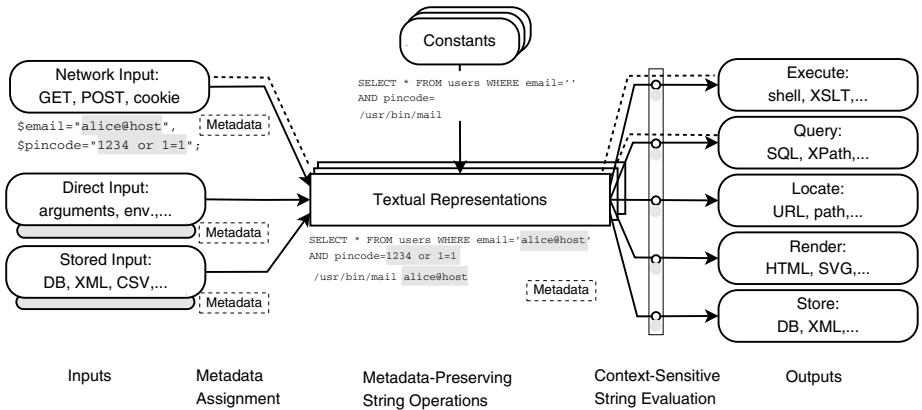 Constants
SELECT * FROM users WHERE email=''
AND pincode=
/usr/bin/mail
Network Input:
GET, POST, cookie
$email="alice@host",
$pincode="1234 or 1=1";
Metadata
Direct Input:
arguments, env.,...
Metadata
Stored Input:
DB, XML, CSV,...
Metadata
Textual Representations
SELECT * FROM users WHERE email='alice@host'
AND pincode=1234 or 1=1
/usr/bin/mail alice@host
Metadata
Execute:
shell, XSLT,...
Query:
SQL, XPath,...
Locate:
URL, path,...
Render:
HTML, SVG,...
Store:
DB, XML,...
Inputs
Metadata
Assignment
Metadata-Preserving
String Operations
Context-Sensitive
String Evaluation
Outputs